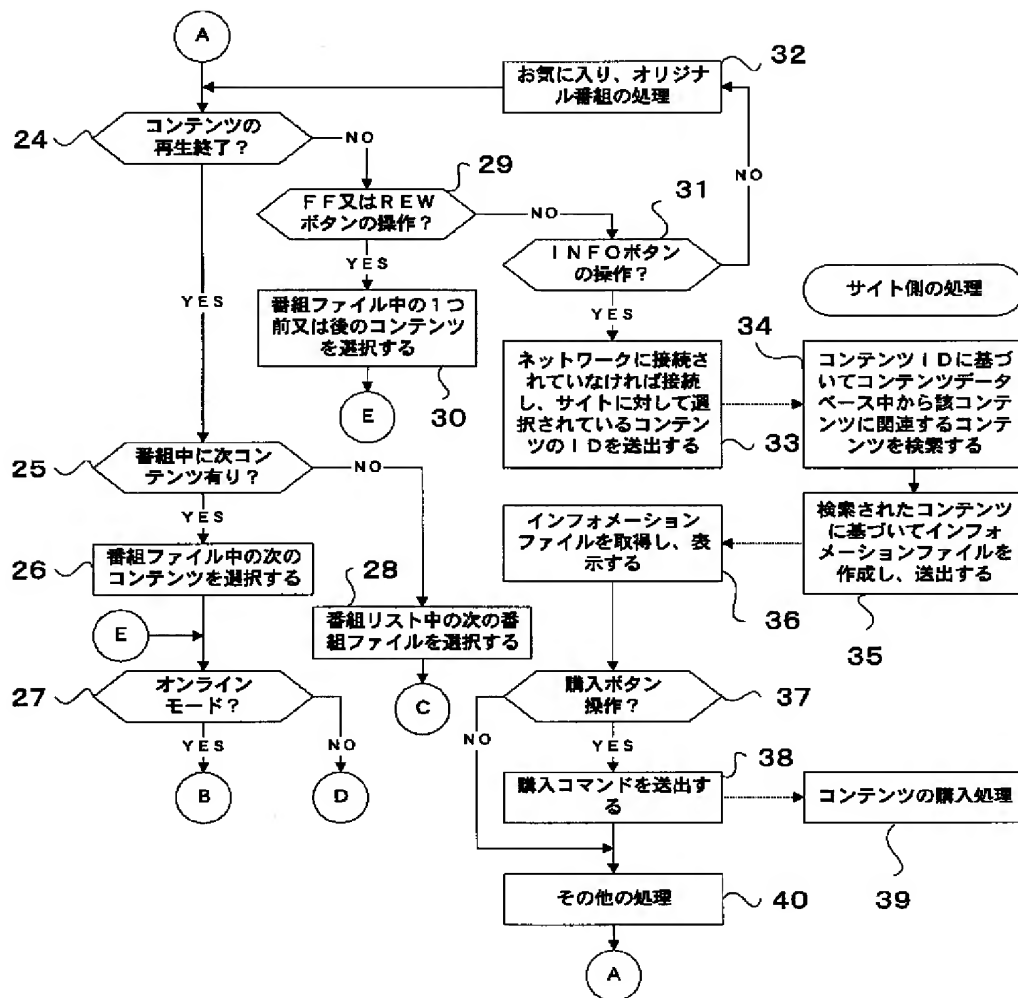 A
32
お気に入り、オリジナ
ル番組の処理
24
コンテンツの
再生終了？
NO
29
NO
ＦＦ又はＲＥＷ
ボタンの操作？
NO
31
ＩＮＦＯボタン
の操作？
YES
YES
番組ファイル中の１つ
前又は後のコンテンツ
を選択する
30
E
YES
サイト側の処理
ネットワークに接続さ
れていなければ接続
し、サイトに対して選
択されているコンテン
ツのＩＤを送出する
33
34
コンテンツＩＤに基づ
いてコンテンツデータ
ベース中から該コンテ
ンツに関連するコンテ
ンツを検索する
25
番組中に次コン
テンツ有り？
NO
YES
検索されたコンテンツ
に基づいてインフォ
メーションファイルを
作成し、送出する
35
インフォメーション
ファイルを取得し、表
示する
36
26
番組ファイル中の次の
コンテンツを選択する
28
番組リスト中の次の番
組ファイルを選択する
C
E
27
オンライン
モード？
YES
NO
B
D
購入ボタン
操作？
37
NO
YES
38
購入コマンドを送出す
る
コンテンツの購入処理
39
その他の処理
40
A